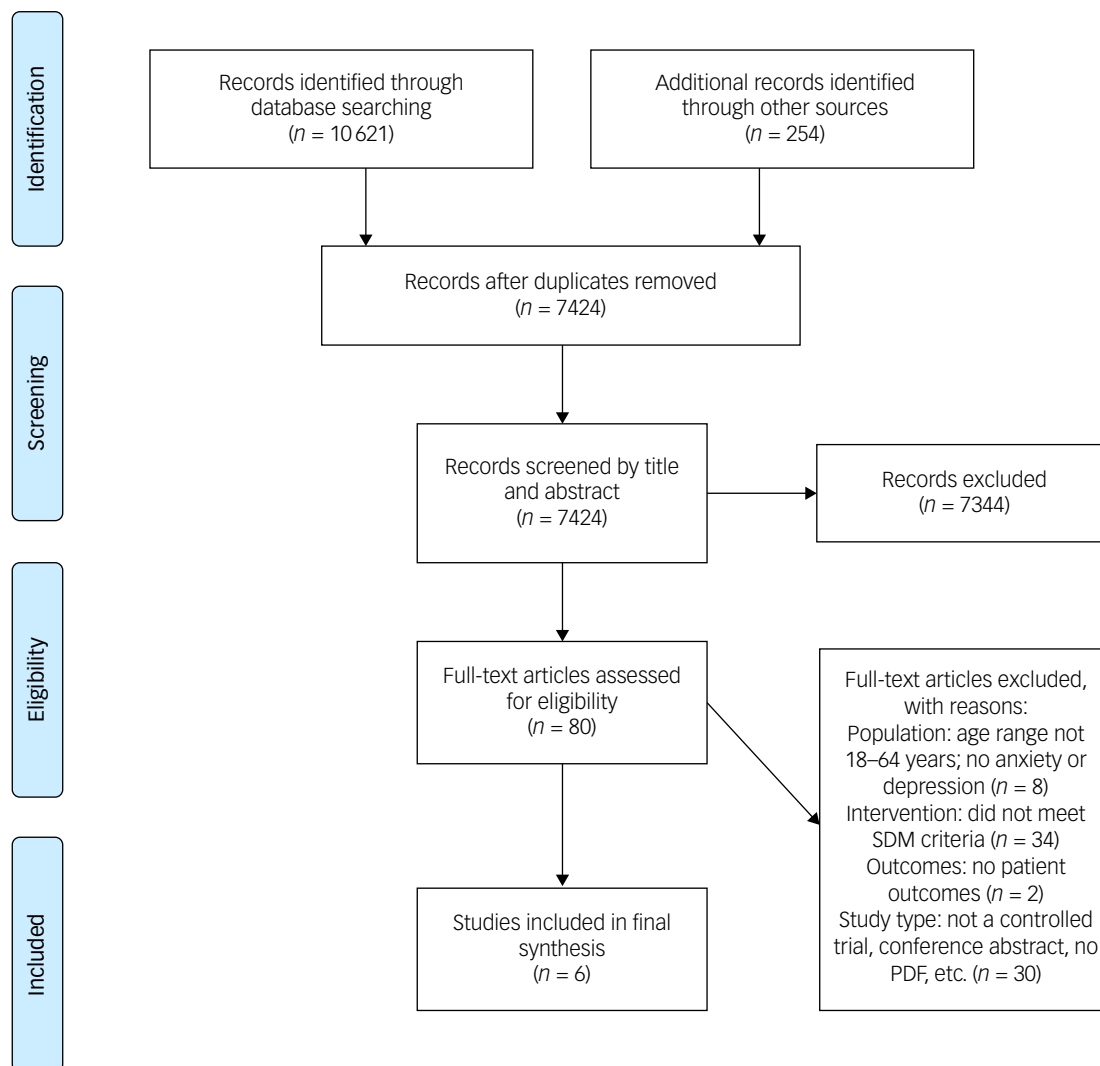 Identification
Records identified through
database searching
(n = 10 621)
Additional records identified
through other sources
(n = 254)
Records after duplicates removed
(n = 7424)
Screening
Records screened by title
and abstract
(n = 7424)
Records excluded
(n = 7344)
Eligibility
Full-text articles assessed
for eligibility
(n = 80)
Full-text articles excluded,
with reasons:
Population: age range not
18–64 years; no anxiety or
depression (n = 8)
Intervention: did not meet
SDM criteria (n = 34)
Outcomes: no patient
outcomes (n = 2)
Study type: not a controlled
trial, conference abstract, no
PDF, etc. (n = 30)
Included
Studies included in final
synthesis
(n = 6)